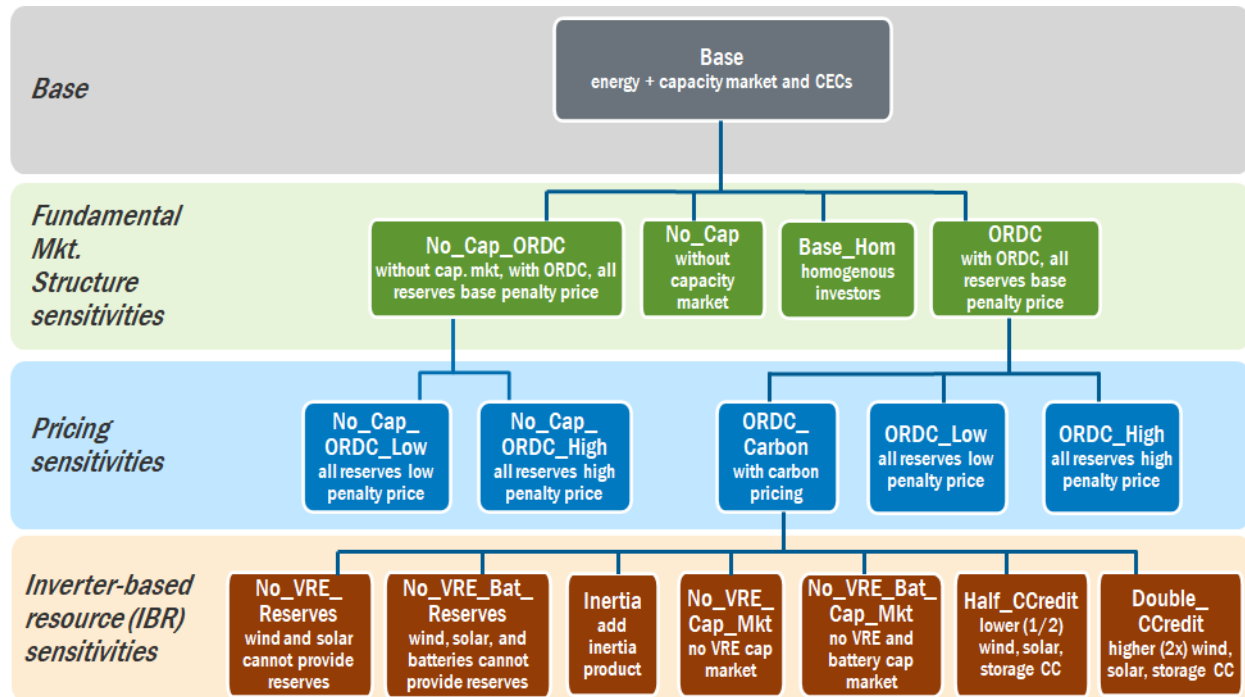 Base
Base
energy + capacity market and CECs
Fundamental
Mkt.
Structure
sensitivities
No_Cap_ORDC
without cap. mkt, with ORDC, all
reserves base penalty price
No_Cap
without
capacity
market
Base_Hom
homogenous
investors
ORDC
with ORDC, all
reserves base
penalty price
Pricing
sensitivities
No_Cap_
ORDC_Low
all reserves low
penalty price
No_Cap_
ORDC_High
all reserves high
penalty price
ORDC_
Carbon
with carbon
pricing
ORDC_Low
all reserves low
penalty price
ORDC_High
all reserves high
penalty price
Inverter-based
resource (IBR)
sensitivities
No_VRE_
Reserves
wind and solar
cannot provide
reserves
No_VRE_Bat_
Reserves
wind, solar, and
batteries cannot
provide reserves
Inertia
add
inertia
product
No_VRE_
Cap_Mkt
no VRE cap
market
No_VRE_Bat_
Cap_Mkt
no VRE and
battery cap
market
Half_CCredit
lower (1/2)
wind, solar,
storage CC
Double_
CCredit
higher (2x) wind,
solar, storage CC